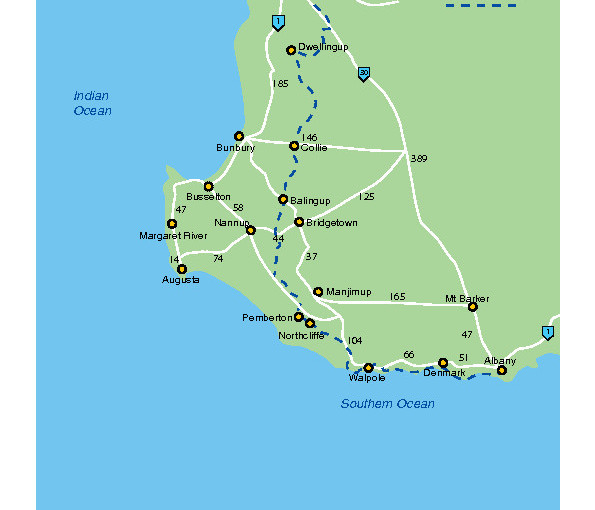 1
Dwellingup
30
Indian
Ocean
185
146
Bunbury
Collie
389
Busselton
Balingup
125
47
58
Nannup
Bridgetown
Margaret River
44
14
74
37
Augusta
Manjimup
165
Mt Barker
Pemberton
Northcliffe
104
47
1
66
51
Albany
Walpole
Denmark
Southern Ocean